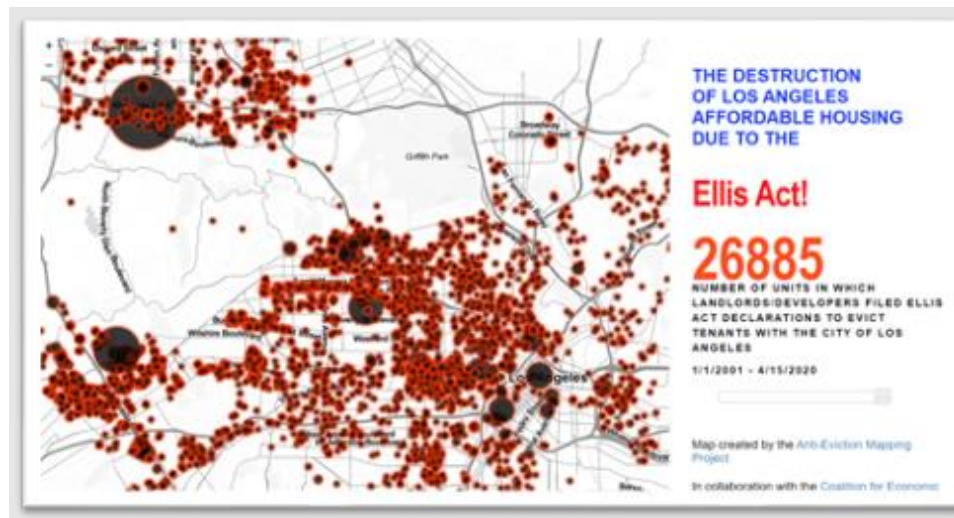 Griffith Park
Los Angeles
THE DESTRUCTION
OF LOS ANGELES
AFFORDABLE HOUSING
DUE TO THE
Ellis Act!
26885
NUMBER OF UNITS IN WHICH
LANDLORDS/DEVELOPERS FILED ELLIS
ACT DECLARATIONS TO EVICT
TENANTS WITH THE CITY OF LOS
ANGELES
1/1/2001 - 4/15/2020
Map created by the Anti-Eviction Mapping
Project
In collaboration with the Coalition for Economic